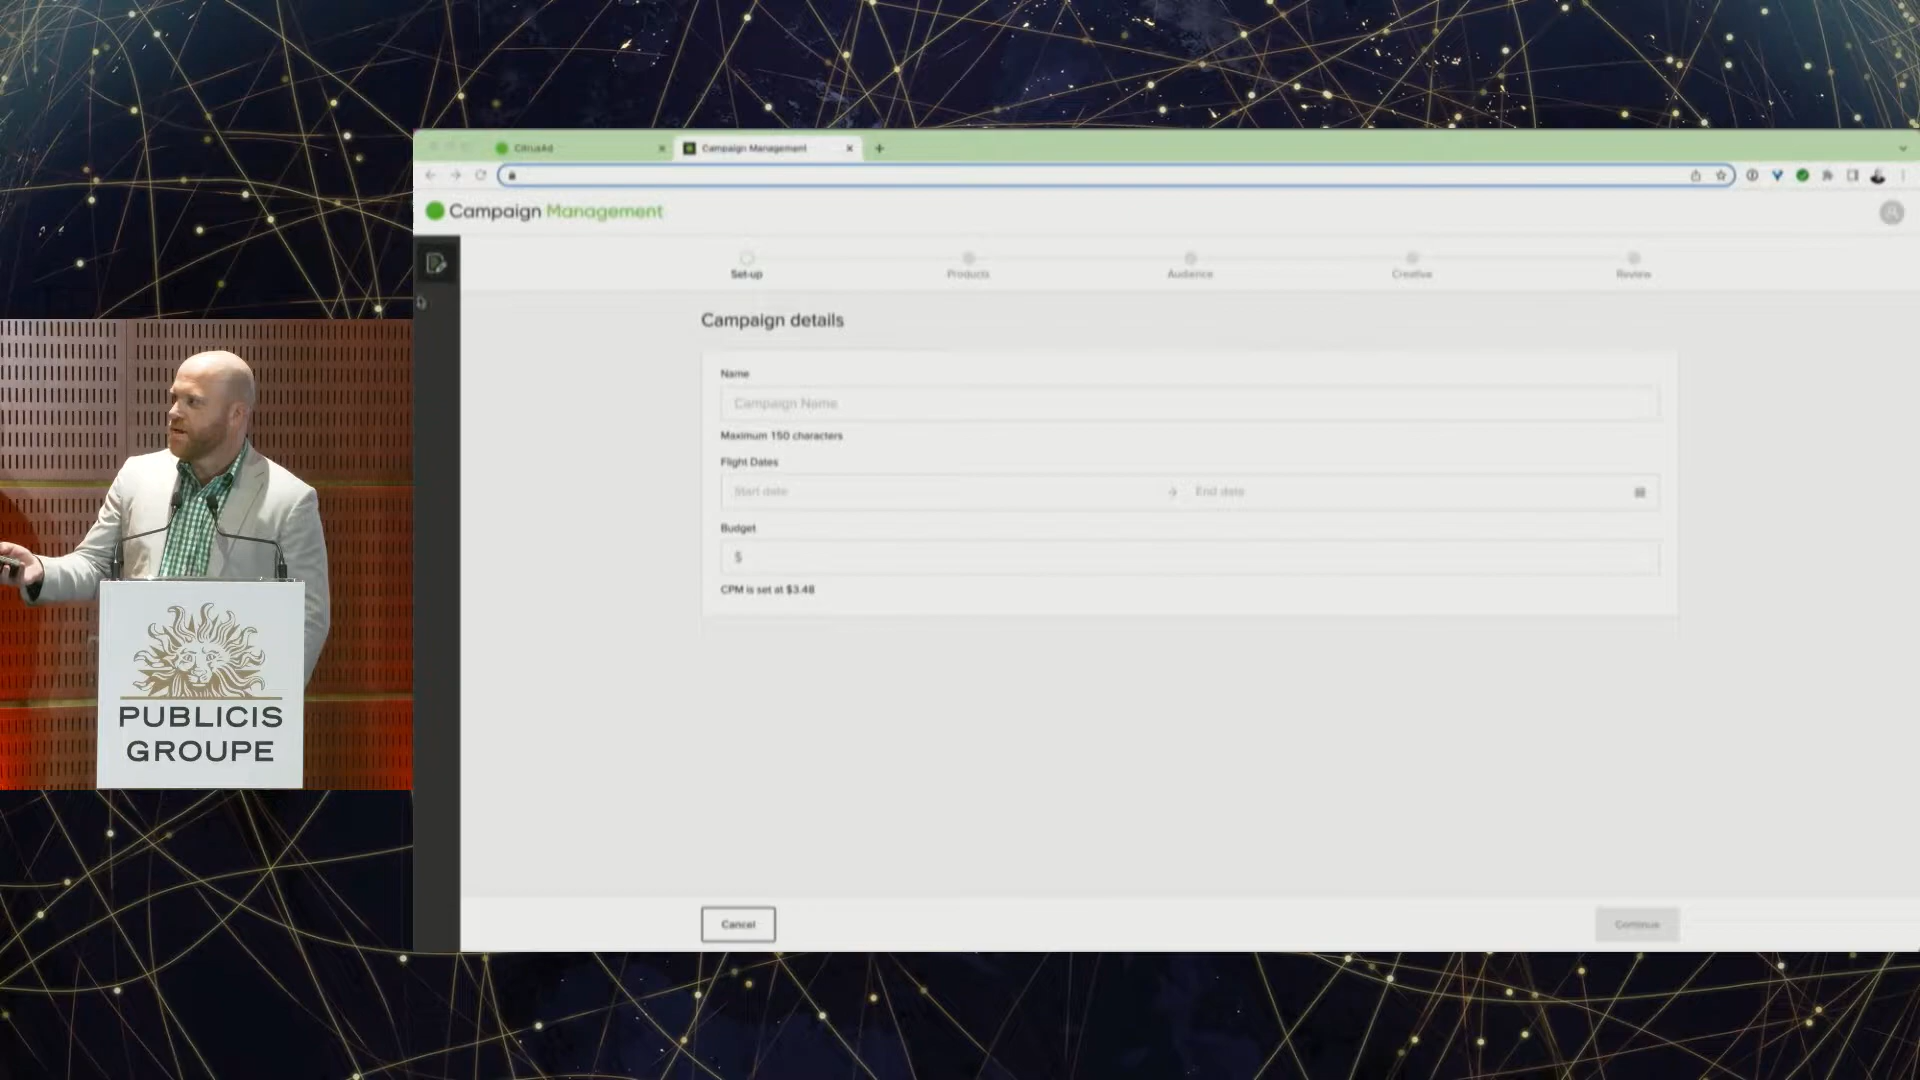 CitrusAd
Campaign Management
Campaign Management
Set-up
Products
Audience
Creative
Review
Campaign details
Name
Campaign Name
Maximum 150 characters
Flight Dates
Start date
End date
Budget
$
CPM is set at $3.48
Cancel
Continue
PUBLICIS
GROUPE